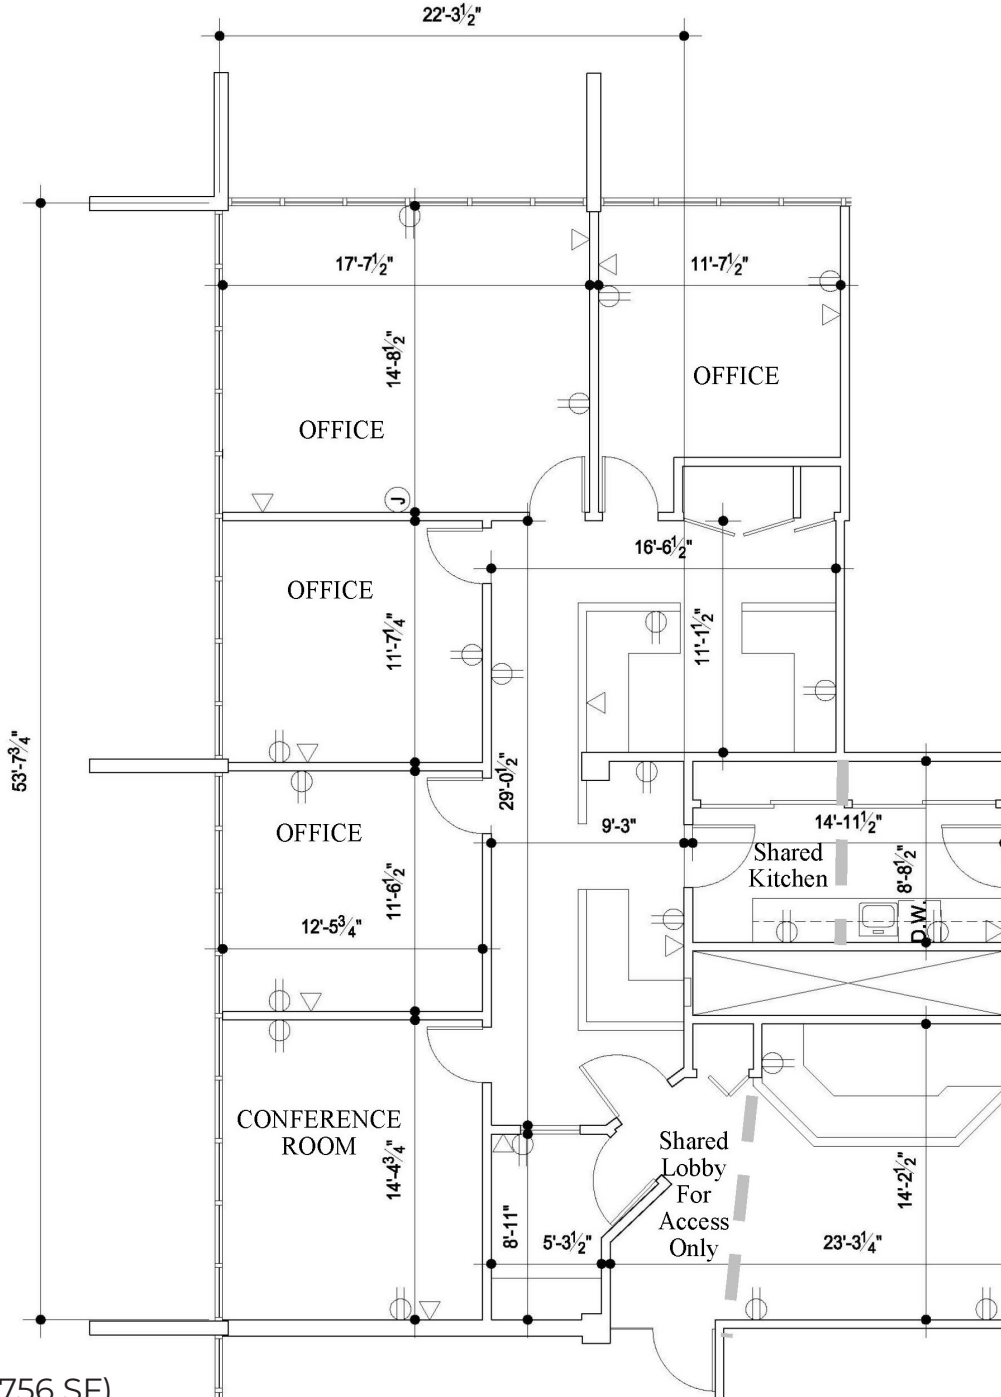 22'-3½"
17'-7½"
11'-7½"
14'-8½"
OFFICE
OFFICE
J
16'-6½"
OFFICE
11'-7¼"
11'-1½"
53'-7¾"
29'-0½"
9'-3"
14'-11½"
OFFICE
Shared
Kitchen
8'-8½"
11'-6½"
12'-5¾"
D.W.
CONFERENCE
ROOM
14'-4¾"
Shared
Lobby
For
Access
Only
14'-2½"
8'-11"
5'-3½"
23'-3¼"
756 SF)